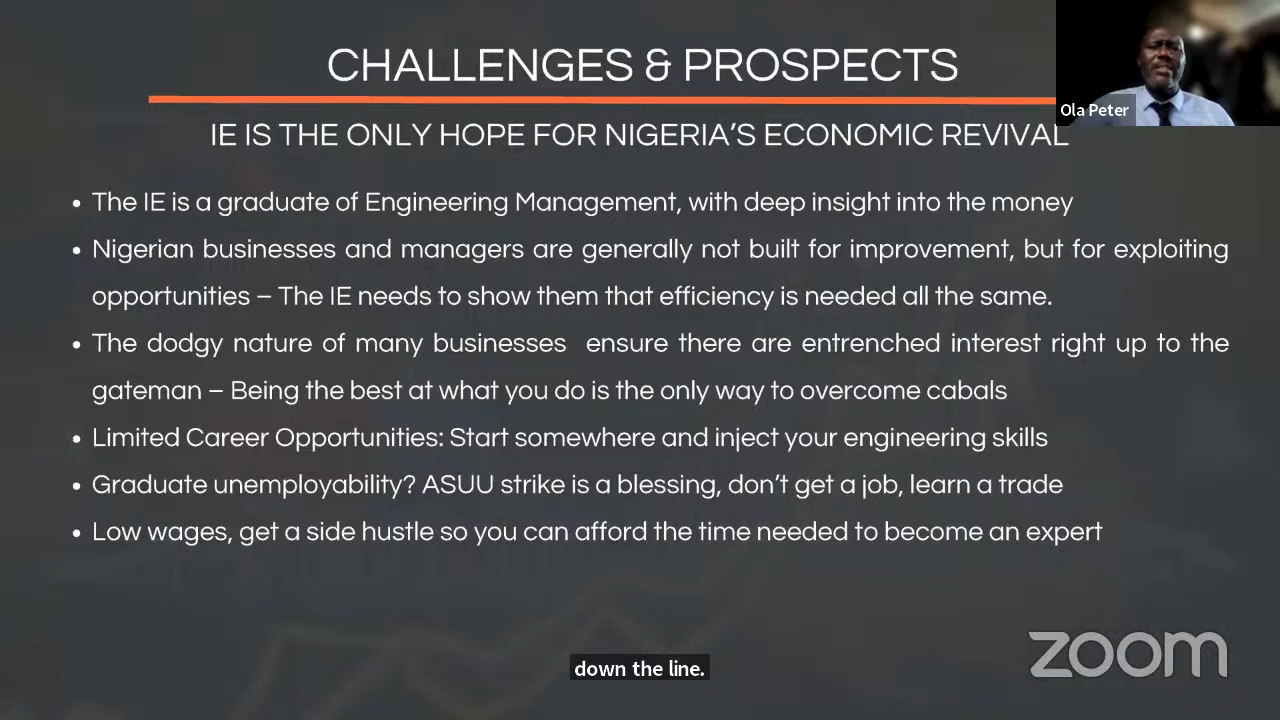 CHALLENGES & PROSPECTS
Ola Peter
IE IS THE ONLY HOPE FOR NIGERIA'S ECONOMIC REVIVAL
• The IE is a graduate of Engineering Management, with deep insight into the money
• Nigerian businesses and managers are generally not built for improvement, but for exploiting
opportunities – The IE needs to show them that efficiency is needed all the same.
• The dodgy nature of many businesses ensure there are entrenched interest right up to the
gateman – Being the best at what you do is the only way to overcome cabals
• Limited Career Opportunities: Start somewhere and inject your engineering skills
• Graduate unemployability? ASUU strike is a blessing, don't get a job, learn a trade
• Low wages, get a side hustle so you can afford the time needed to become an expert
zoom
down the line.